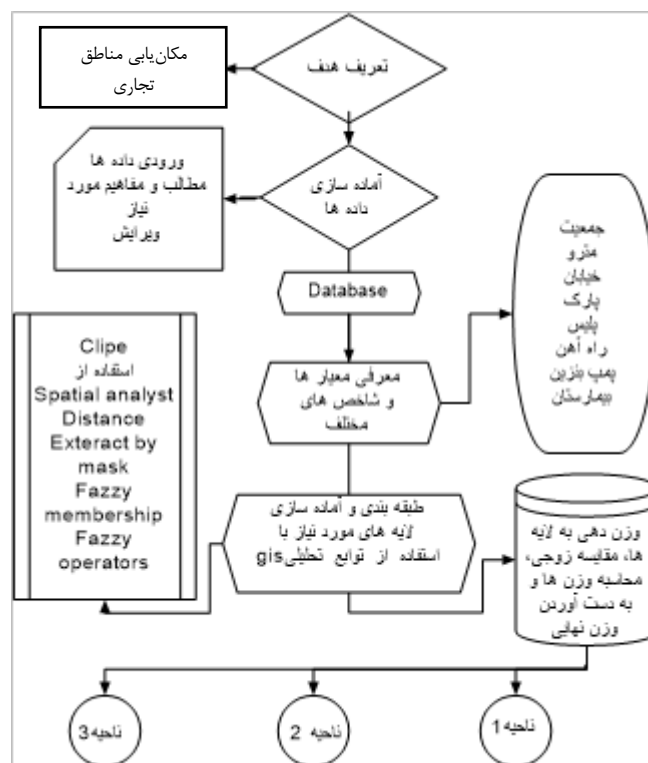 مکان‌یابی مناطق
تجاری
تعریف هدف
ورودی داده ها
مطالب و مفاهیم مورد
نیاز
ویرایش
آماده سازی
داده ها
Database
جمعیت
مترو
خیابان
پارک
پلیس
راه آهن
پمپ بنزین
بیمارستان
معرفی معیار ها
و شاخص های
مختلف
Clipe
استفاده از
Spatial analyst
Distance
Exteract by
mask
Fazzy
membership
Fazzy
operators
طبقه بندی و آماده سازی
لایه های مورد نیاز با
استفاده از توابع تحلیلی gis
وزن دهی به لایه
ها، مقایسه زوجی،
محاسبه وزن ها و
به دست آوردن
وزن نهایی
ناحیه 1
ناحیه 2
ناحیه 3